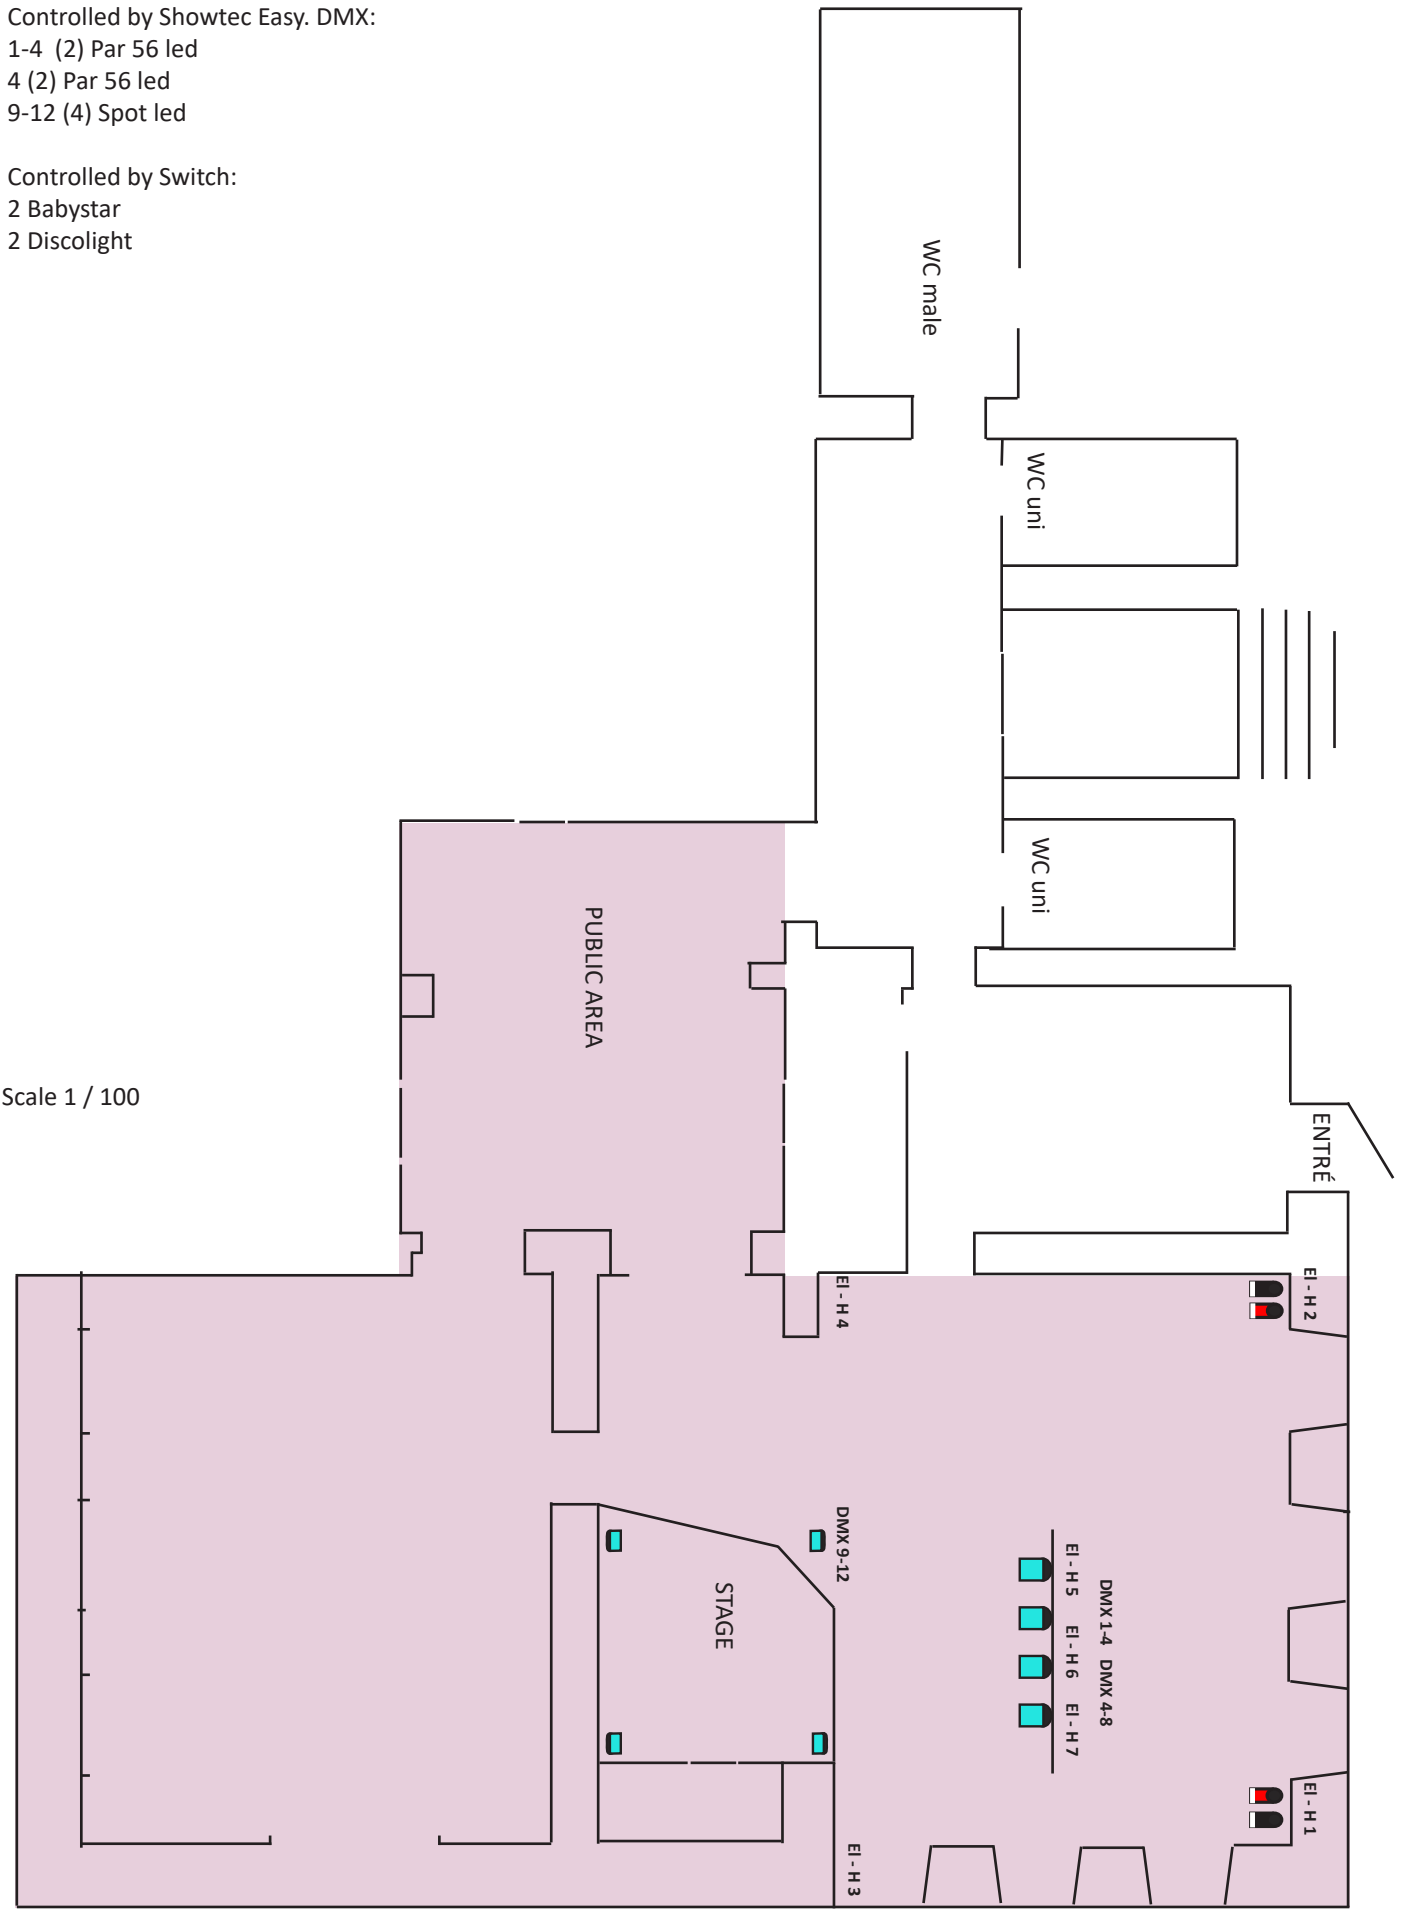 Controlled by Showtec Easy. DMX:
1-4  (2) Par 56 led
4 (2) Par 56 led
9-12 (4) Spot led
Controlled by Switch:
2 Babystar
2 Discolight
WC male
WC uni
WC uni
PUBLIC AREA
Scale 1 / 100
ENTRÉ
El - H 4
El - H 2
DMX 9-12
STAGE
El - H 5
El - H 6
El - H 7
DMX 1-4
DMX 4-8
El - H 1
El - H 3